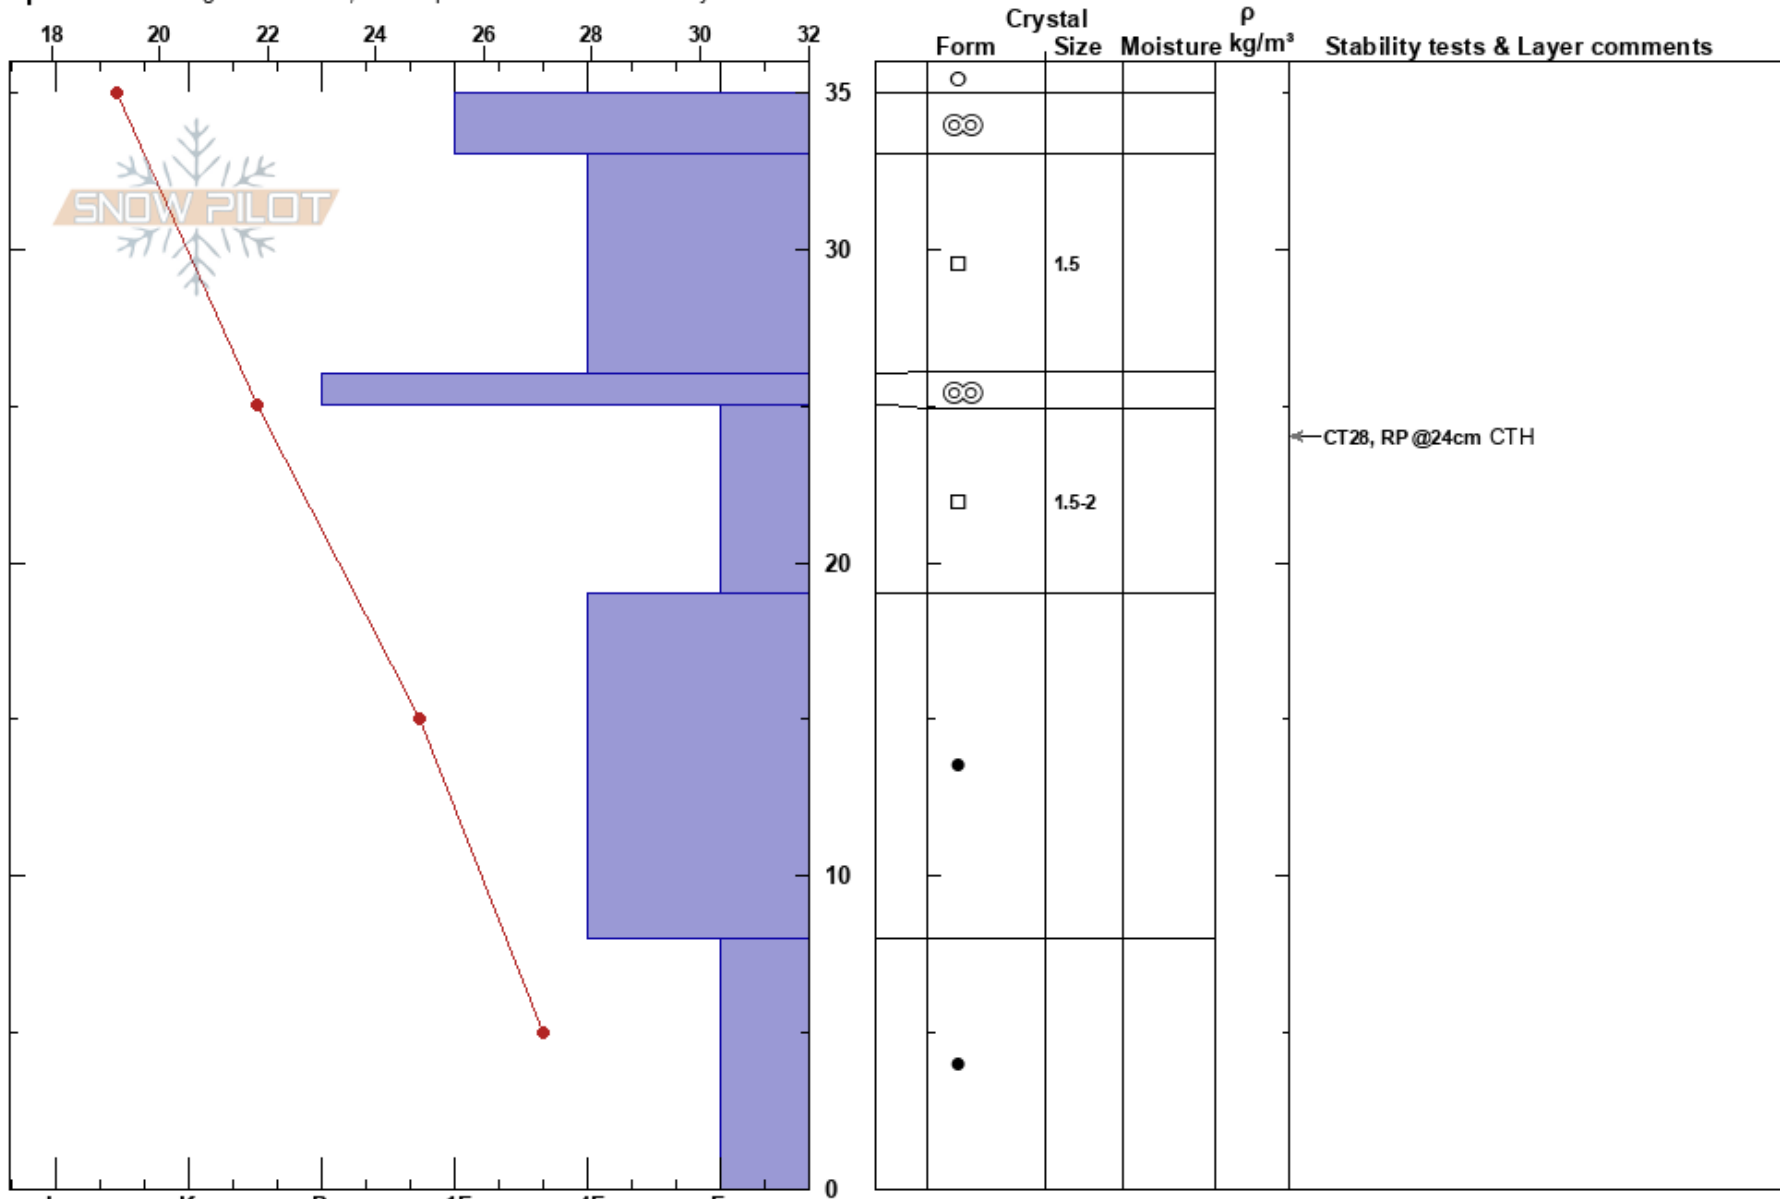 Crystal ρ
18 20 22 24 26 28 30 32 Form Size Moisture kg/m³ Stability tests & Layer comments
35
SNOW PILOT
30 1.5
CT28, RP @24cm CTH
1.5-2
20
10
0